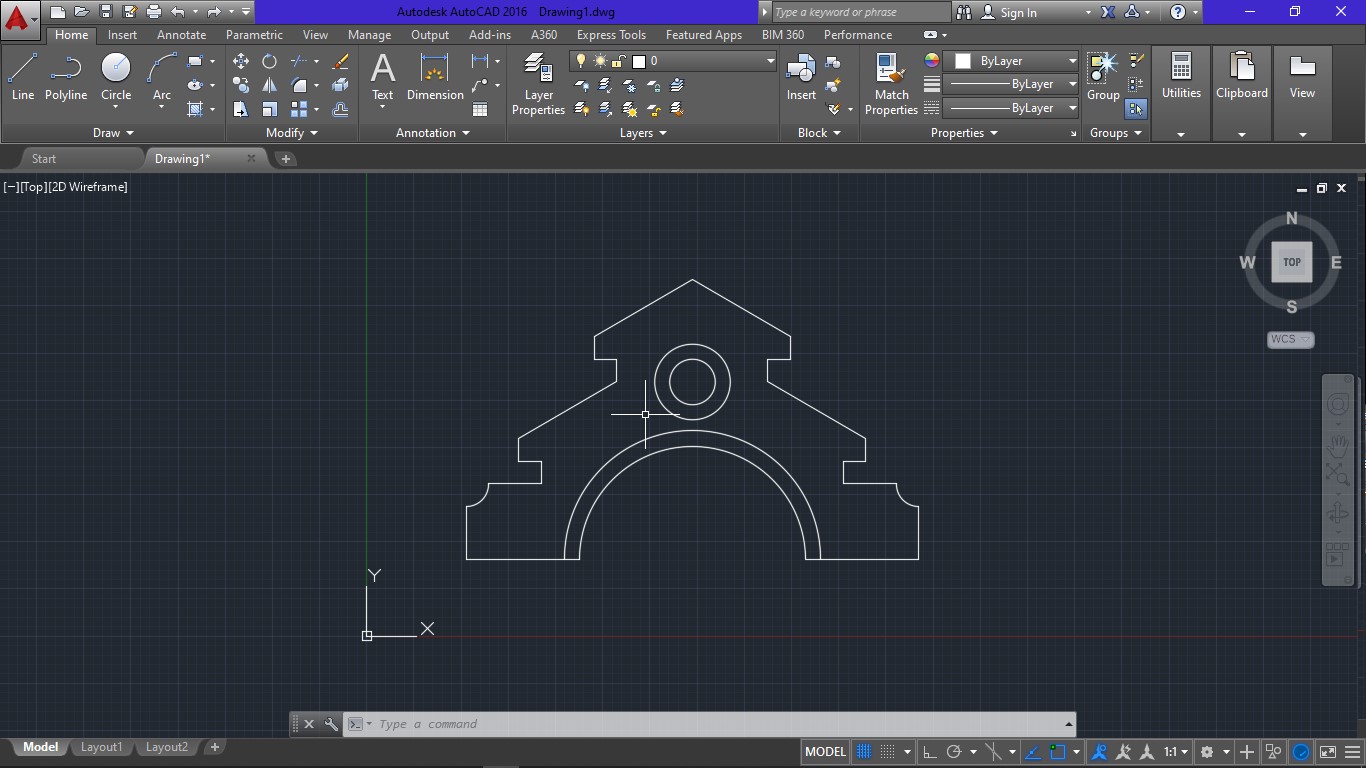 Autodesk AutoCAD 2016 Drawing1.dwg
Type a keyword or phrase
Sign In
Home Insert Annotate Parametric View Manage Output Add-ins A360 Express Tools Featured Apps BIM 360 Performance
Line Polyline Circle Arc
Draw
Modify
Text Dimension
Annotation
Layer Properties
0
Layers
Insert
Block
Match Properties
ByLayer
ByLayer
ByLayer
Properties
Group
Groups
Utilities
Clipboard
View
Start Drawing1*
[−][Top][2D Wireframe]
N
W TOP E
S
WCS
Y
X
Type a command
Model Layout1 Layout2
MODEL 1:1